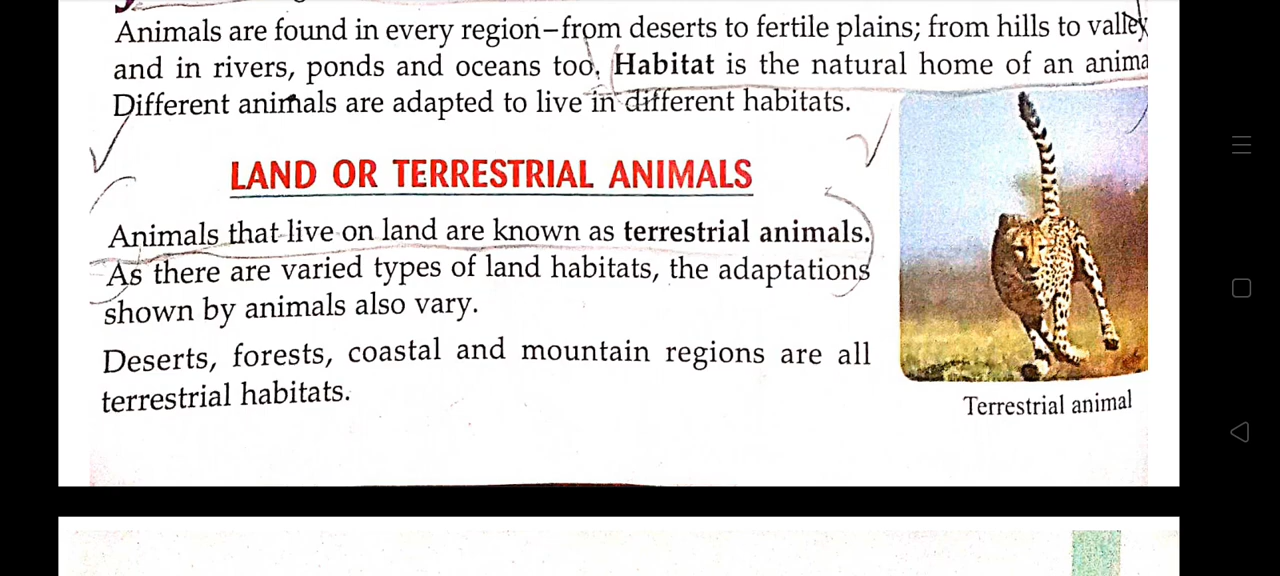 Animals are found in every region–from deserts to fertile plains; from hills to valley
and in rivers, ponds and oceans too. Habitat is the natural home of an anima
Different animals are adapted to live in different habitats.
LAND OR TERRESTRIAL ANIMALS
Animals that live on land are known as terrestrial animals.
As there are varied types of land habitats, the adaptations
shown by animals also vary.
Deserts, forests, coastal and mountain regions are all
terrestrial habitats.
Terrestrial animal